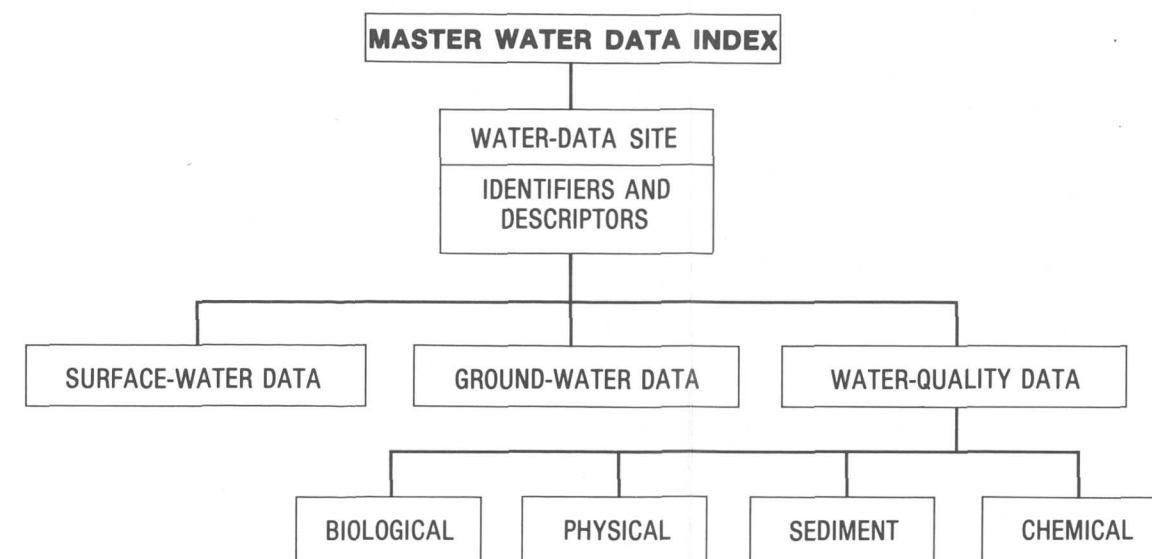 MASTER WATER DATA INDEX
WATER-DATA SITE
IDENTIFIERS AND
DESCRIPTORS
SURFACE-WATER DATA
GROUND-WATER DATA
WATER-QUALITY DATA
BIOLOGICAL
PHYSICAL
SEDIMENT
CHEMICAL